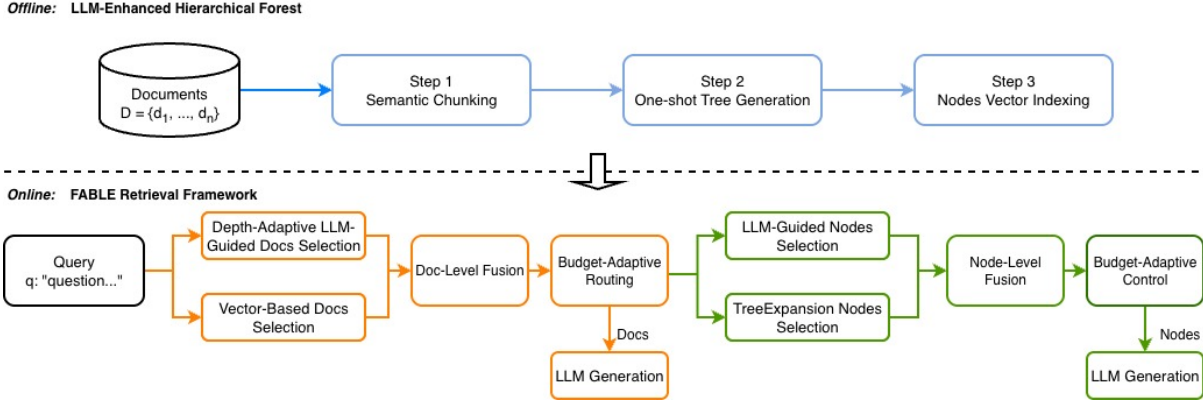 Offline: LLM-Enhanced Hierarchical Forest
Documents
D = {d₁, ..., dₙ}
Step 1
Semantic Chunking
Step 2
One-shot Tree Generation
Step 3
Nodes Vector Indexing
Online: FABLE Retrieval Framework
Query
q: "question..."
Depth-Adaptive LLM-
Guided Docs Selection
Vector-Based Docs
Selection
Doc-Level Fusion
Budget-Adaptive
Routing
Docs
LLM Generation
LLM-Guided Nodes
Selection
TreeExpansion Nodes
Selection
Node-Level
Fusion
Budget-Adaptive
Control
Nodes
LLM Generation